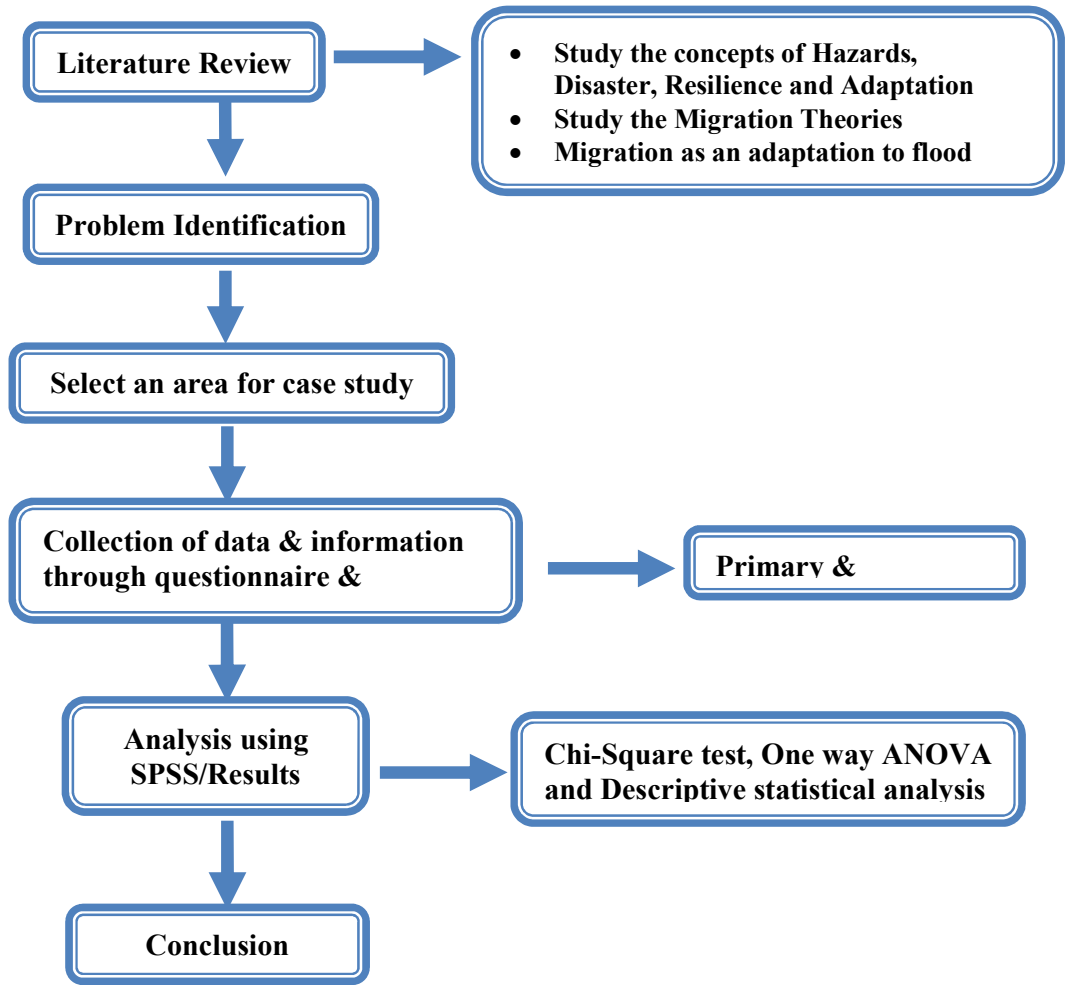 Literature Review
• Study the concepts of Hazards,
Disaster, Resilience and Adaptation
• Study the Migration Theories
• Migration as an adaptation to flood
Problem Identification
Select an area for case study
Collection of data & information
through questionnaire &
Primary &
Analysis using
SPSS/Results
Chi-Square test, One way ANOVA
and Descriptive statistical analysis
Conclusion